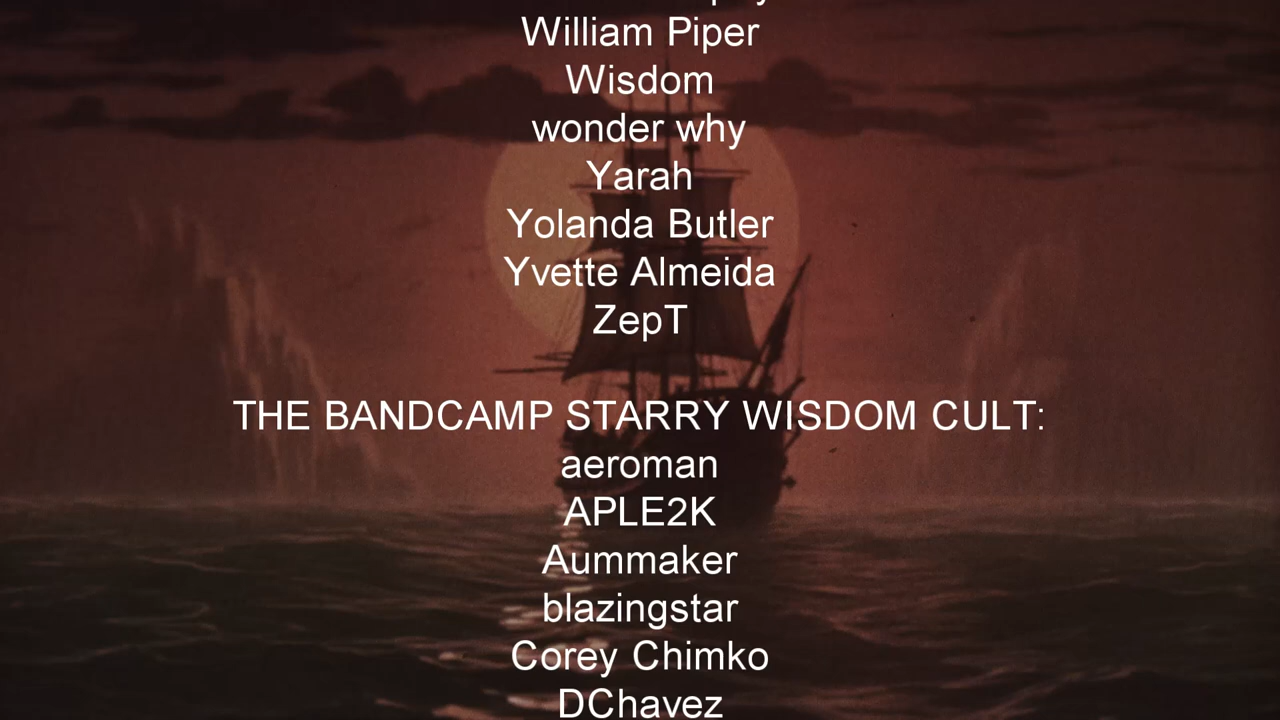 William Piper
Wisdom
wonder why
Yarah
Yolanda Butler
Yvette Almeida
ZepT
THE BANDCAMP STARRY WISDOM CULT:
aeroman
APLE2K
Aummaker
blazingstar
Corey Chimko
DChavez